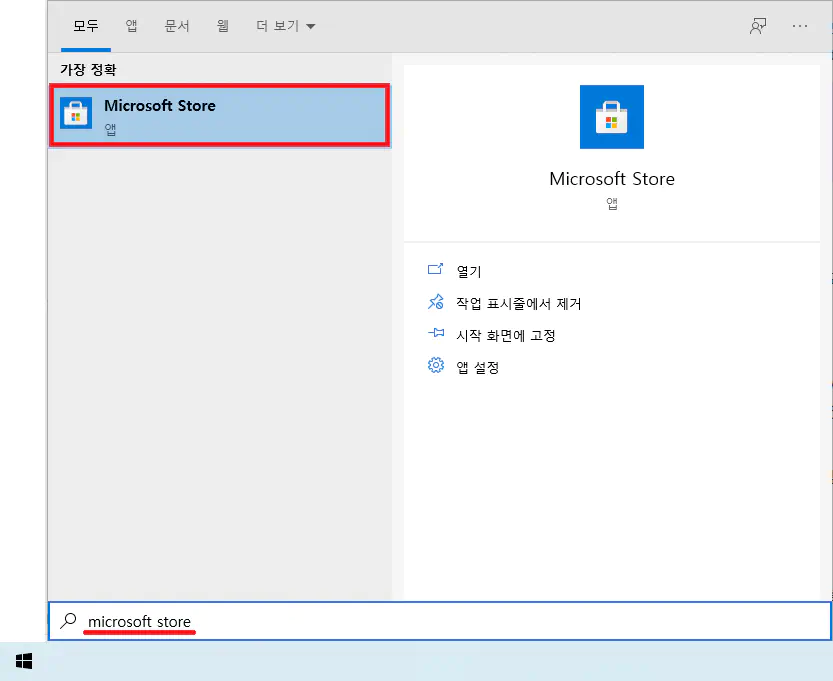 모두 앱 문서 웹 더 보기
가장 정확
Microsoft Store
앱
Microsoft Store
앱
열기
작업 표시줄에서 제거
시작 화면에 고정
앱 설정
microsoft store